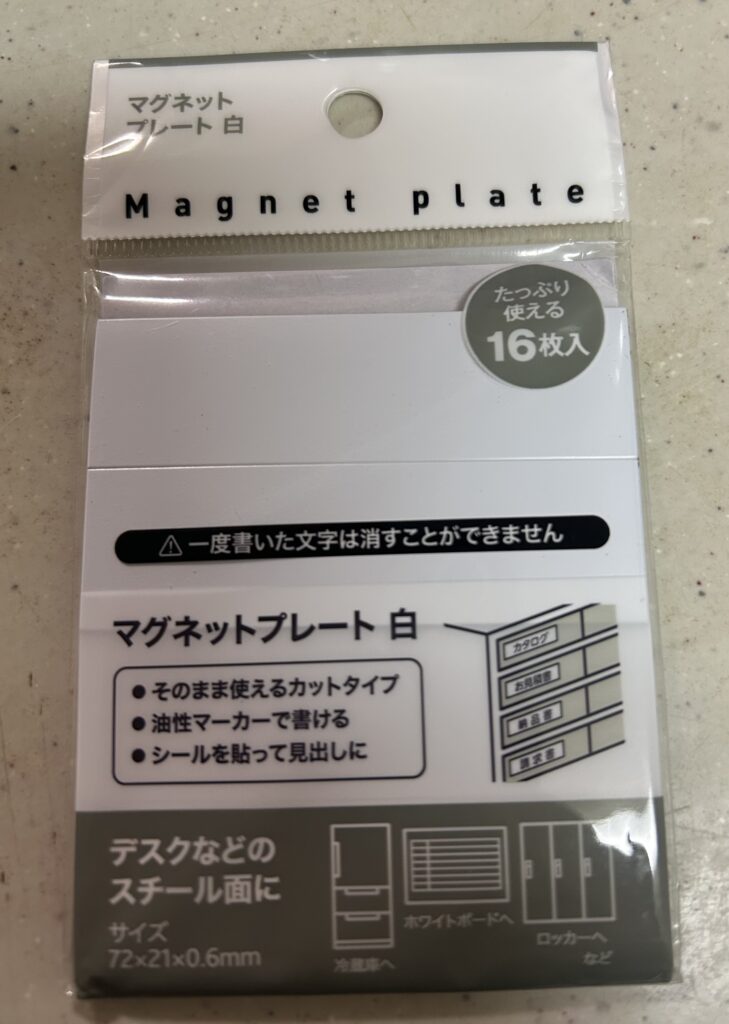 マグネット
プレート 白
Magnet plate
たっぷり
使える
16枚入
一度書いた文字は消すことができません
マグネットプレート 白
● そのまま使えるカットタイプ
● 油性マーカーで書ける
● シールを貼って見出しに
カタログ
お見積書
納品書
請求書
デスクなどの
スチール面に
サイズ
72×21×0.6mm
冷蔵庫へ
ホワイトボードへ
ロッカーへ
など